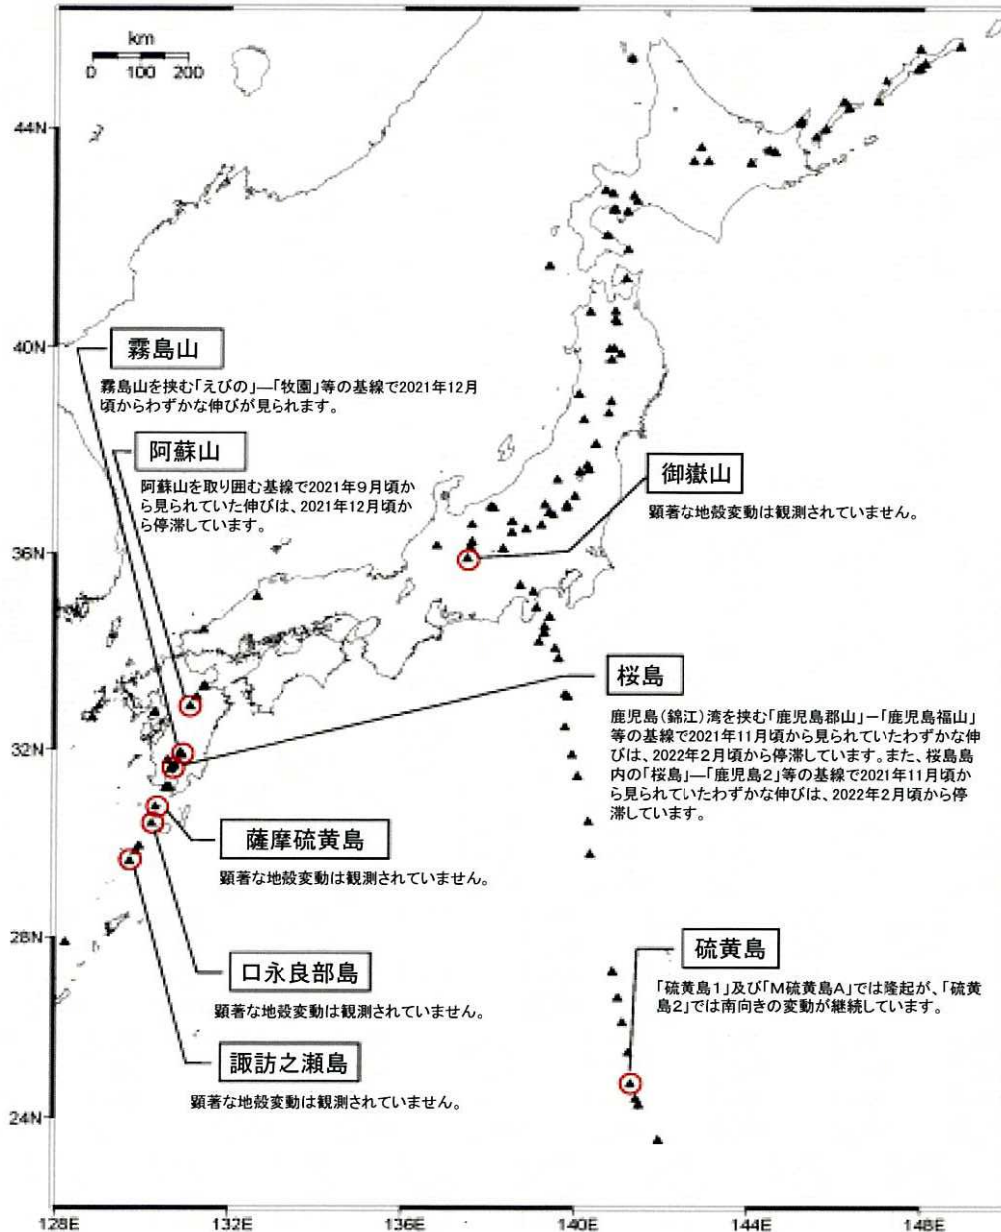 km
0 100 200
44N
40N
36N
32N
28N
24N
128E 132E 136E 140E 144E 148E
霧島山
霧島山を挟む「えびの」―「牧園」等の基線で2021年12月
頃からわずかな伸びが見られます。
阿蘇山
阿蘇山を取り囲む基線で2021年9月頃か
ら見られていた伸びは、2021年12月頃か
ら停滞しています。
御嶽山
顕著な地殻変動は観測されていません。
桜島
鹿児島(錦江)湾を挟む「鹿児島郡山」－「鹿児島福山」
等の基線で2021年11月頃から見られていたわずかな伸
びは、2022年2月頃から停滞しています。また、桜島島
内の「桜島」―「鹿児島2」等の基線で2021年11月頃か
ら見られていたわずかな伸びは、2022年2月頃から停
滞しています。
薩摩硫黄島
顕著な地殻変動は観測されていません。
口永良部島
顕著な地殻変動は観測されていません。
諏訪之瀬島
顕著な地殻変動は観測されていません。
硫黄島
「硫黄島1」及び「M硫黄島A」では隆起が、「硫黄
島2」では南向きの変動が継続しています。